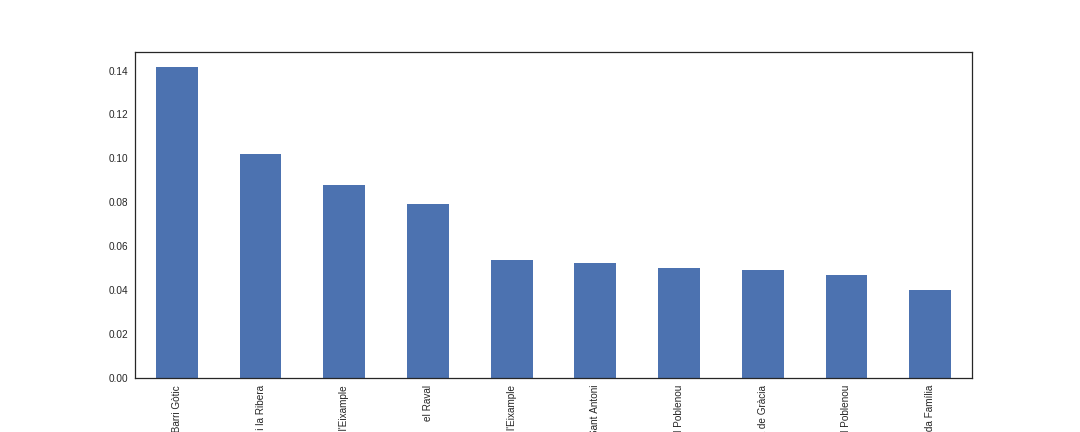 0.14
0.12
0.10
0.08
0.06
0.04
0.02
0.00
Barri Gòtic
i la Ribera
l'Eixample
el Raval
l'Eixample
Sant Antoni
l Poblenou
de Gràcia
l Poblenou
da Família